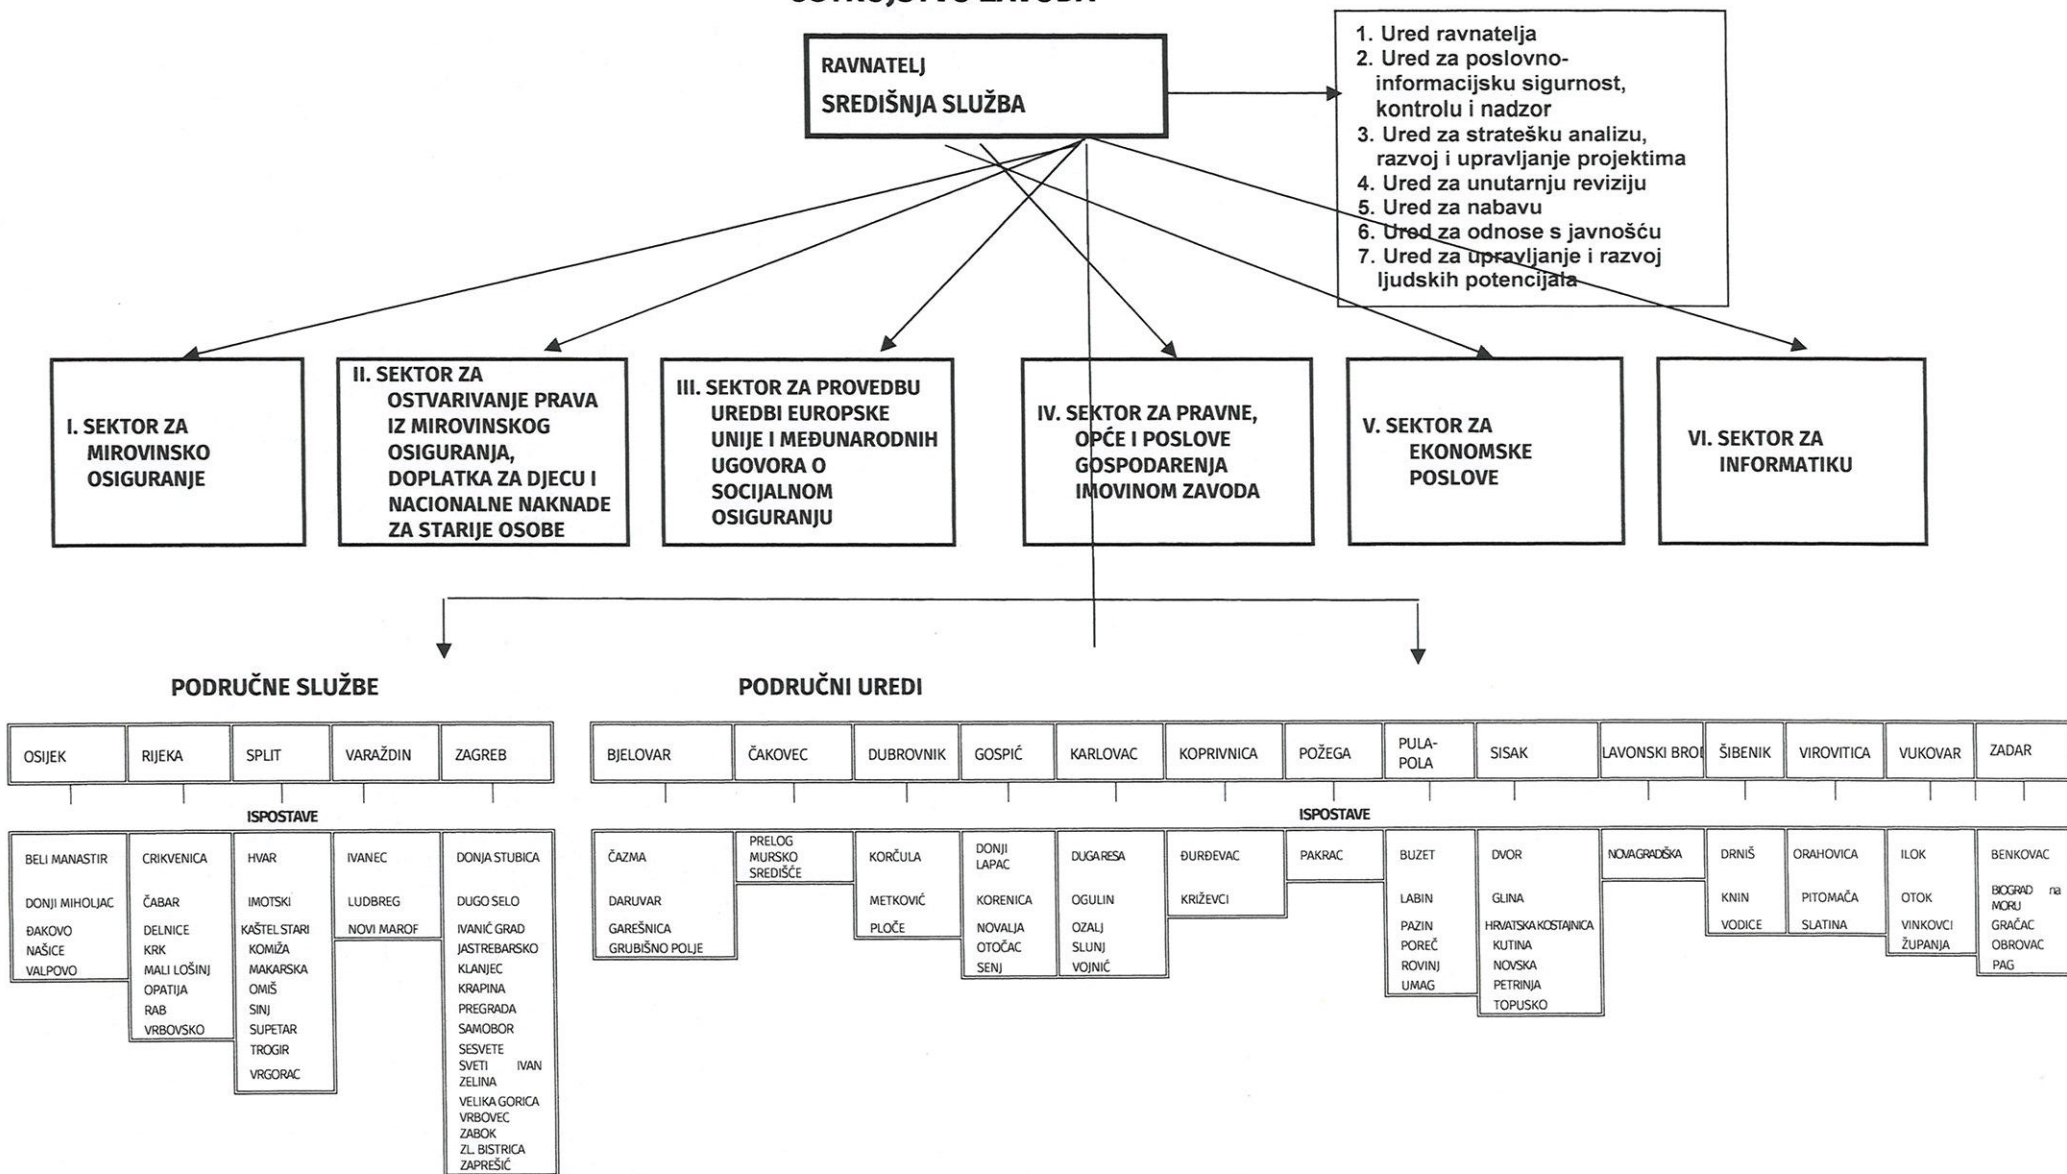 RAVNATELJ
SREDIŠNJA SLUŽBA
1. Ured ravnatelja
2. Ured za poslovno-
informacijsku sigurnost,
kontrolu i nadzor
3. Ured za stratešku analizu,
razvoj i upravljanje projektima
4. Ured za unutarnju reviziju
5. Ured za nabavu
6. Ured za odnose s javnošću
7. Ured za upravljanje i razvoj
ljudskih potencijala
I. SEKTOR ZA
MIROVINSKO
OSIGURANJE
II. SEKTOR ZA
OSTVARIVANJE PRAVA
IZ MIROVINSKOG
OSIGURANJA,
DOPLATKA ZA DJECU I
NACIONALNE NAKNADE
ZA STARIJE OSOBE
III. SEKTOR ZA PROVEDBU
UREDBI EUROPSKE
UNIJE I MEĐUNARODNIH
UGOVORA O
SOCIJALNOM
OSIGURANJU
IV. SEKTOR ZA PRAVNE,
OPĆE I POSLOVE
GOSPODARENJA
IMOVINOM ZAVODA
V. SEKTOR ZA
EKONOMSKE
POSLOVE
VI. SEKTOR ZA
INFORMATIKU
PODRUČNE SLUŽBE
OSIJEK
RIJEKA
SPLIT
VARAŽDIN
ZAGREB
ISPOSTAVE
BELI MANASTIR
DONJI MIHOLJAC
ĐAKOVO
NAŠICE
VALPOVO
CRIKVENICA
ČABAR
DELNICE
KRK
MALI LOŠINJ
OPATIJA
RAB
VRBOVSKO
HVAR
IMOTSKI
KAŠTEL STARI
KOMIŽA
MAKARSKA
OMIŠ
SINJ
SUPETAR
TROGIR
VRGORAC
IVANEC
LUDBREG
NOVI MAROF
DONJA STUBICA
DUGO SELO
IVANIĆ GRAD
JASTREBARSKO
KLANJEC
KRAPINA
PREGRADA
SAMOBOR
SESVETE
SVETI IVAN
ZELINA
VELIKA GORICA
VRBOVEC
ZABOK
ZL. BISTRICA
ZAPREŠIĆ
PODRUČNI UREDI
BJELOVAR
ČAKOVEC
DUBROVNIK
GOSPIĆ
KARLOVAC
KOPRIVNICA
POŽEGA
PULA-
POLA
SISAK
LAVONSKI BROD
ŠIBENIK
VIROVITICA
VUKOVAR
ZADAR
ISPOSTAVE
ČAZMA
DARUVAR
GAREŠNICA
GRUBIŠNO POLJE
PRELOG
MURSKO
SREDIŠĆE
KORČULA
METKOVIĆ
PLOČE
DONJI
LAPAC
KORENICA
NOVALJA
OTOČAC
SENJ
DUGA RESA
OGULIN
OZALJ
SLUNJ
VOJNIĆ
ĐURĐEVAC
KRIŽEVCI
PAKRAC
BUZET
LABIN
PAZIN
POREČ
ROVINJ
UMAG
DVOR
GLINA
HRVATSKA KOSTAJNICA
KUTINA
NOVSKA
PETRINJA
TOPUSKO
NOVA GRADIŠKA
DRNIŠ
KNIN
VODICE
ORAHOVICA
PITOMAČA
SLATINA
ILOK
OTOK
VINKOVCI
ŽUPANJA
BENKOVAC
BIOGRAD na
MORU
GRAČAC
OBROVAC
PAG